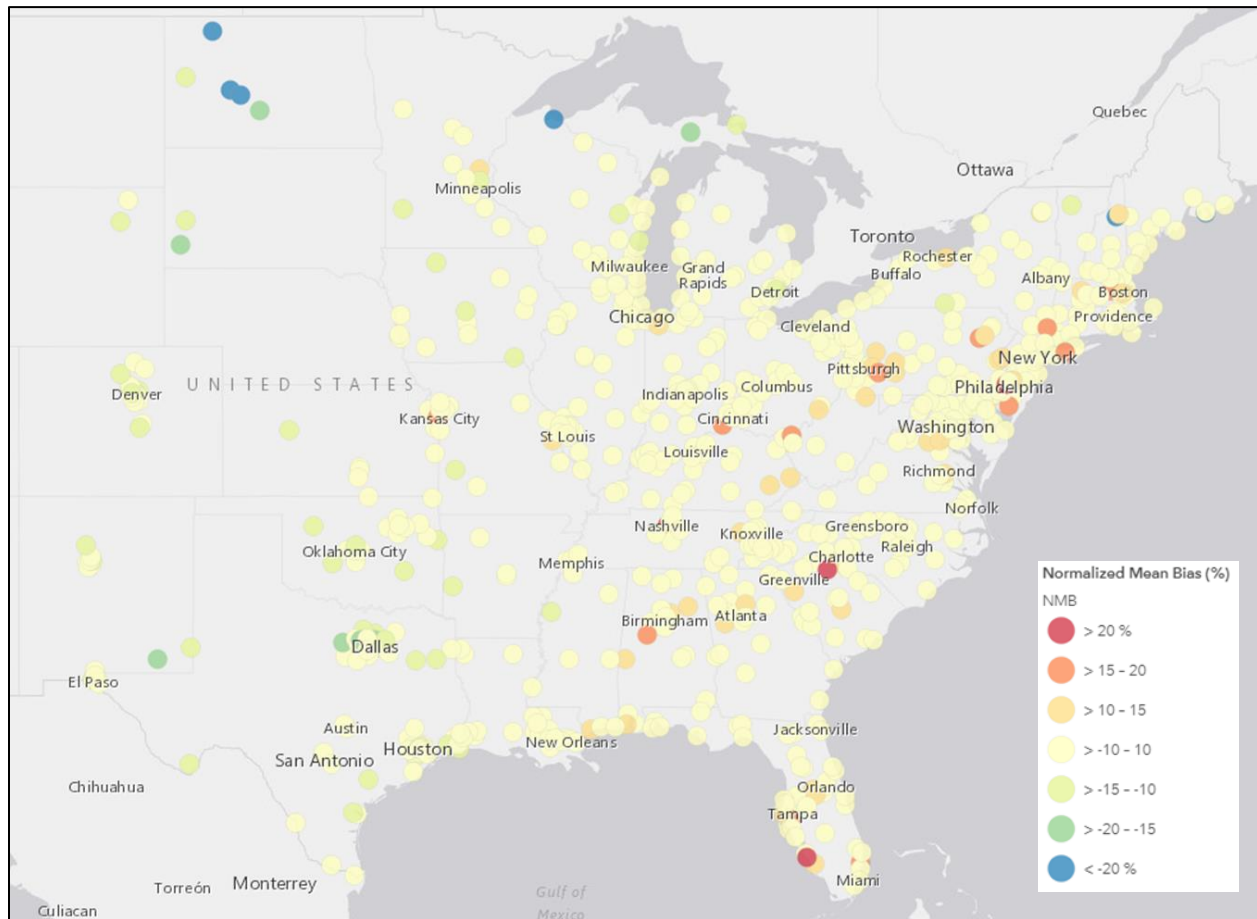 Quebec
Ottawa
Minneapolis
Toronto
Rochester
Buffalo
Albany
Boston
Milwaukee
Grand
Rapids
Detroit
Providence
Chicago
Cleveland
New York
Pittsburgh
UNITED STATES
Denver
Indianapolis
Columbus
Philadelphia
Kansas City
Cincinnati
St Louis
Washington
Louisville
Richmond
Norfolk
Nashville
Knoxville
Greensboro
Raleigh
Oklahoma City
Memphis
Charlotte
Greenville
Birmingham
Atlanta
Dallas
El Paso
Austin
Houston
San Antonio
New Orleans
Jacksonville
Chihuahua
Orlando
Tampa
Miami
Torreón
Monterrey
Culiacan
Gulf of
Mexico
Normalized Mean Bias (%)
NMB
> 20 %
> 15 - 20
> 10 - 15
> -10 - 10
> -15 - -10
> -20 - -15
< -20 %